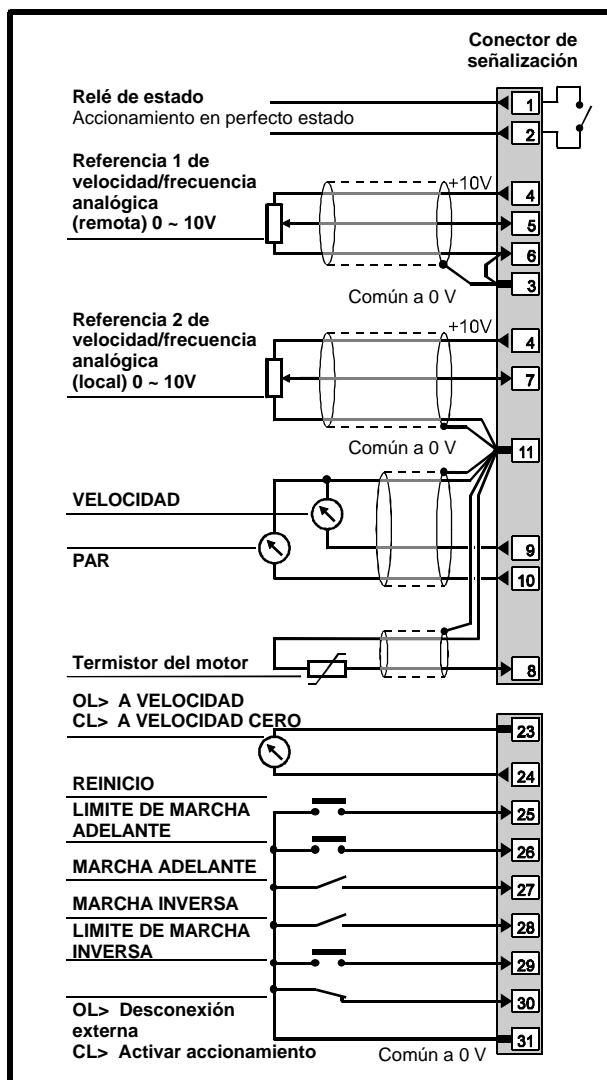 Conector de
señalización
Relé de estado
Accionamiento en perfecto estado
1
2
Referencia 1 de
velocidad/frecuencia
analógica
(remota) 0 ~ 10V
+10V
4
5
6
3
Común a 0 V
Referencia 2 de
velocidad/frecuencia
analógica
(local) 0 ~ 10V
+10V
4
7
Común a 0 V
11
VELOCIDAD
9
PAR
10
Termistor del motor
8
OL> A VELOCIDAD
CL> A VELOCIDAD CERO
23
24
REINICIO
25
LIMITE DE MARCHA
ADELANTE
26
MARCHA ADELANTE
27
MARCHA INVERSA
28
LIMITE DE MARCHA
INVERSA
29
30
OL> Desconexión
externa
CL> Activar accionamiento
Común a 0 V
31